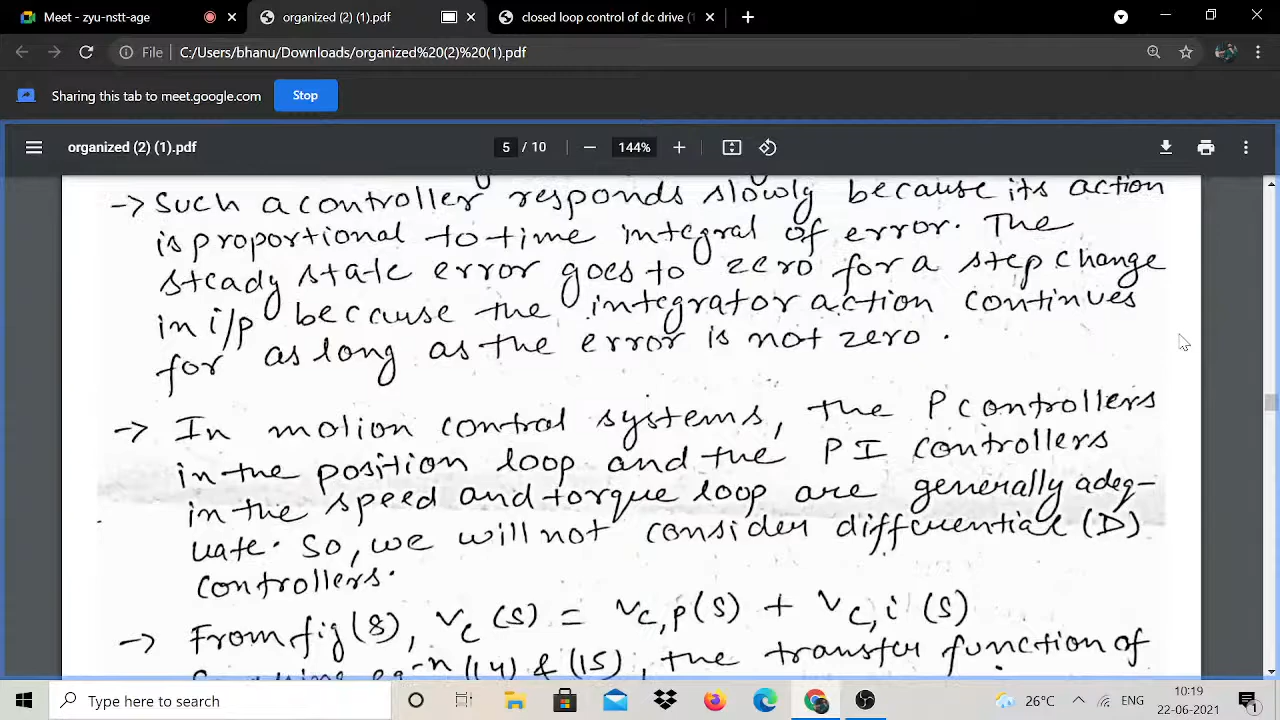 Meet - zyu-nstt-age
organized (2) (1).pdf
closed loop control of dc drive (1
File
C:/Users/bhanu/Downloads/organized%20(2)%20(1).pdf
Sharing this tab to meet.google.com
Stop
organized (2) (1).pdf
5 / 10
144%
-> Such a controller responds slowly because its action
is proportional to time integral of error. The
steady state error goes to zero for a step change
in i/p because the integrator action continues
for as long as the error is not zero.
-> In motion control systems, the P controllers
in the position loop and the PI controllers
in the speed and torque loop are generally adeq-
uate. So, we will not consider differential (D)
controllers.
-> From fig(8), Vc(s) = Vc,p(s) + Vc,i(s)
eq-n (14) & (15), the transfer function of
Type here to search
26°C
ENG
10:19
22-06-2021
1